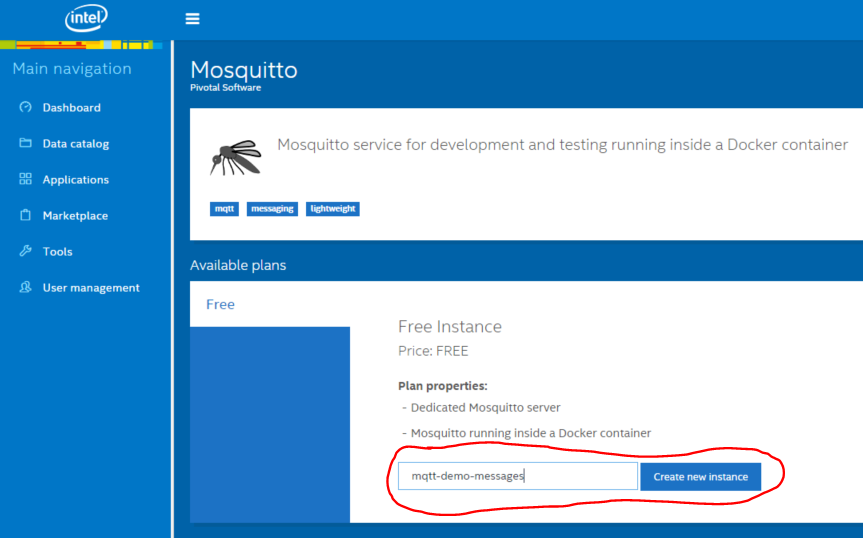 intel
Main navigation
Dashboard
Data catalog
Applications
Marketplace
Tools
User management
Mosquitto
Pivotal Software
Mosquitto service for development and testing running inside a Docker container
mqtt messaging lightweight
Available plans
Free
Free Instance
Price: FREE
Plan properties:
- Dedicated Mosquitto server
- Mosquitto running inside a Docker container
mqtt-demo-messages Create new instance